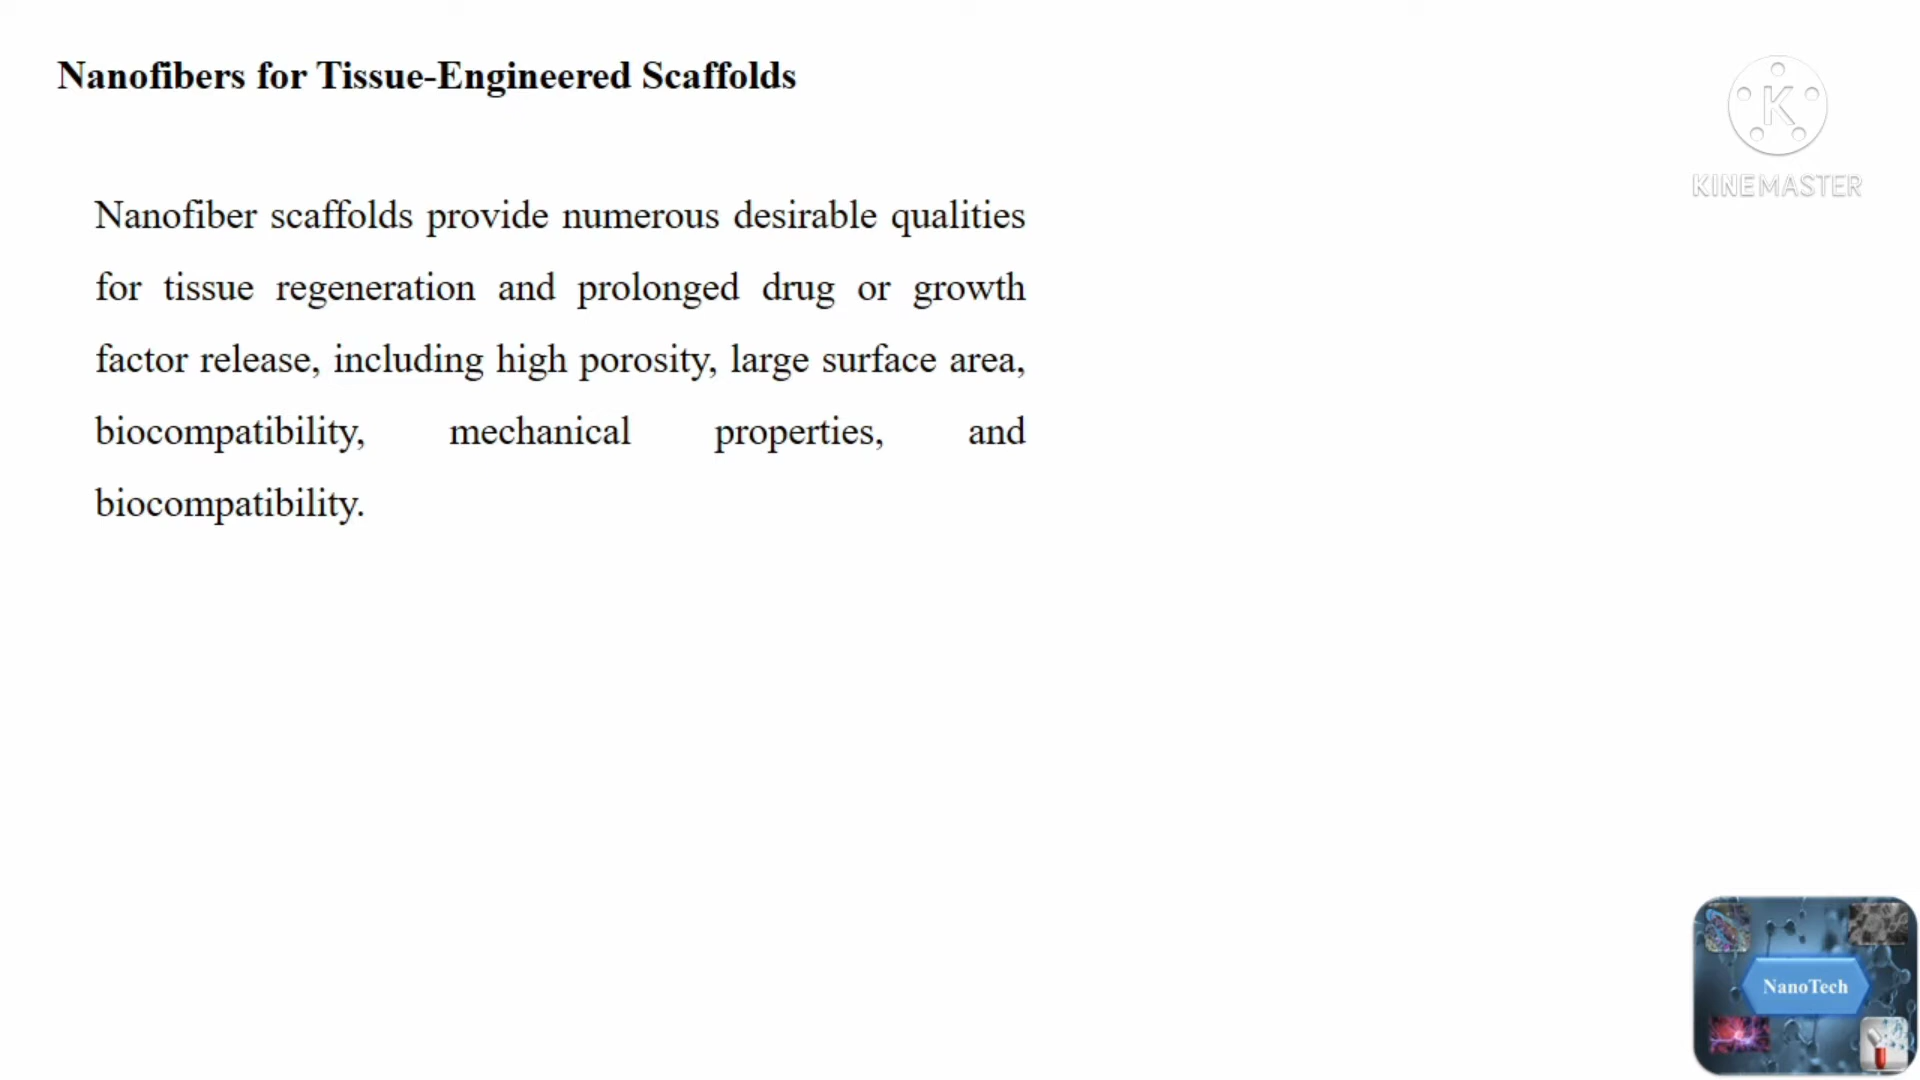 Nanofibers for Tissue-Engineered Scaffolds
K
KINEMASTER
Nanofiber scaffolds provide numerous desirable qualities
for tissue regeneration and prolonged drug or growth
factor release, including high porosity, large surface area,
biocompatibility, mechanical properties, and
biocompatibility.
NanoTech